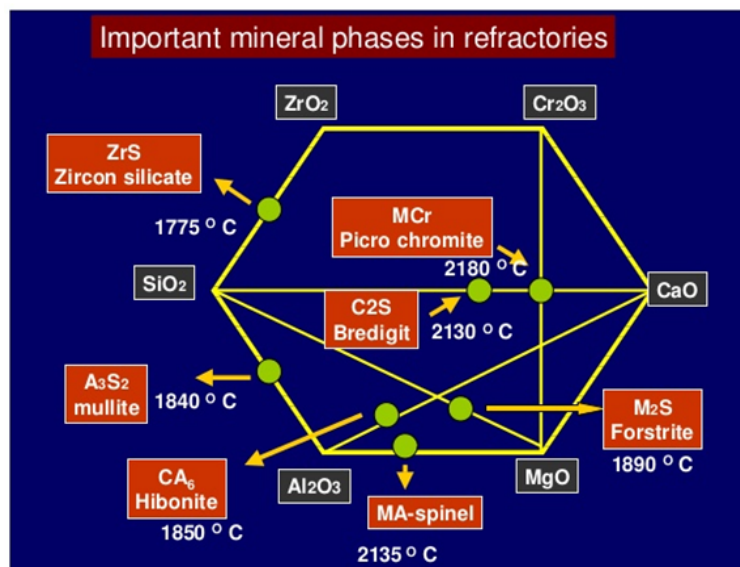 Important mineral phases in refractories
ZrO2
Cr2O3
ZrS
Zircon silicate
1775 ° C
MCr
Picro chromite
2180 ° C
SiO2
CaO
C2S
Bredigit
2130 ° C
A3S2
mullite
1840 ° C
M2S
Forstrite
1890 ° C
CA6
Hibonite
1850 ° C
Al2O3
MgO
MA-spinel
2135 ° C